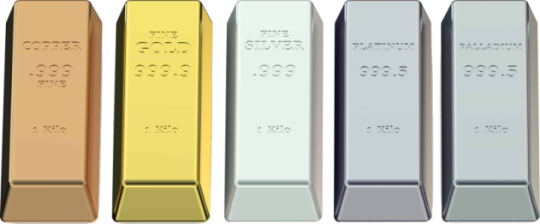 COPPER
.999
FINE
1 Kilo
FINE
GOLD
999.9
1 Kilo
FINE
SILVER
.999
1 Kilo
PLATINUM
999.5
1 Kilo
PALLADIUM
999.5
1 Kilo